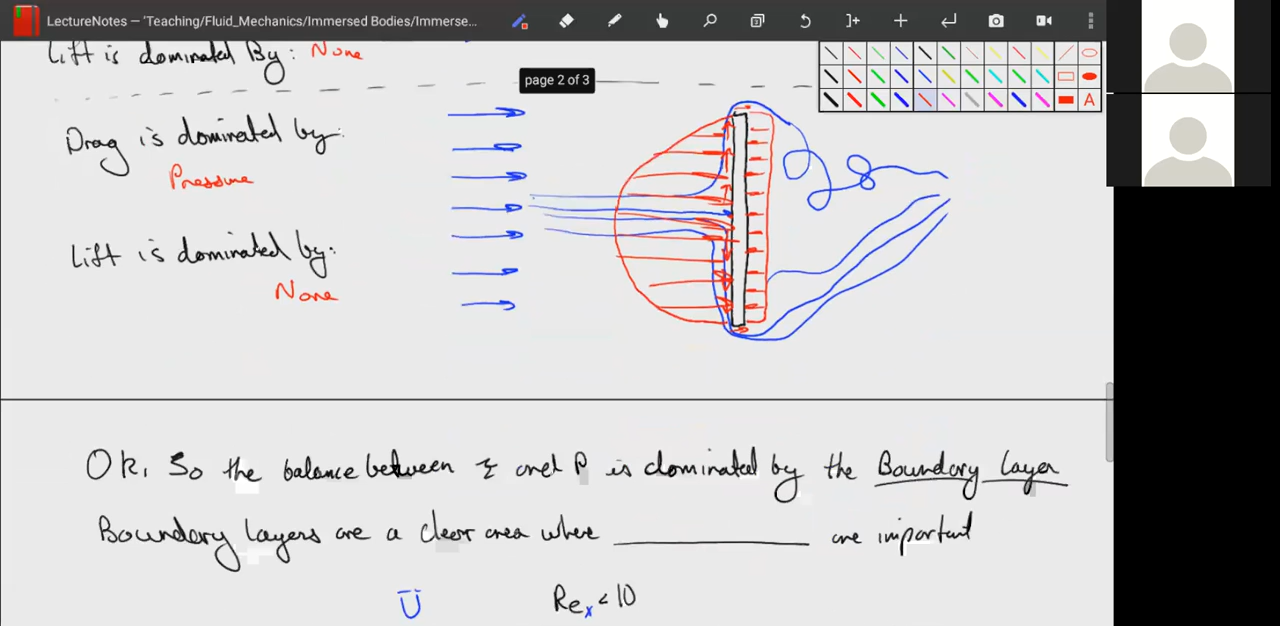 LectureNotes — 'Teaching/Fluid_Mechanics/Immersed Bodies/Immerse...
Lift is dominated By: None
page 2 of 3
A
Drag is dominated by:
Pressure
Lift is dominated by:
None
Ok, So the balance between τ and P is dominated by the Boundary Layer
Boundary layers are a clear area where ____________ are important
Ū Reₓ < 10